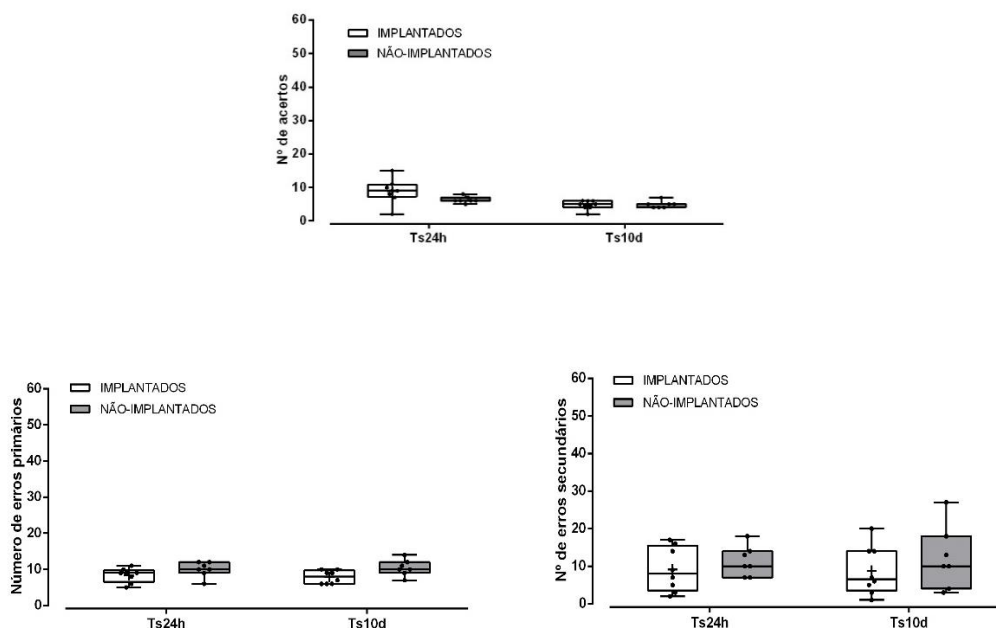 60
50
40
30
20
10
0
Nº de acertos
IMPLANTADOS
NÃO-IMPLANTADOS
Ts24h
Ts10d
60
50
40
30
20
10
0
Número de erros primários
IMPLANTADOS
NÃO-IMPLANTADOS
Ts24h
Ts10d
60
50
40
30
20
10
0
Nº de erros secundários
IMPLANTADOS
NÃO-IMPLANTADOS
Ts24h
Ts10d